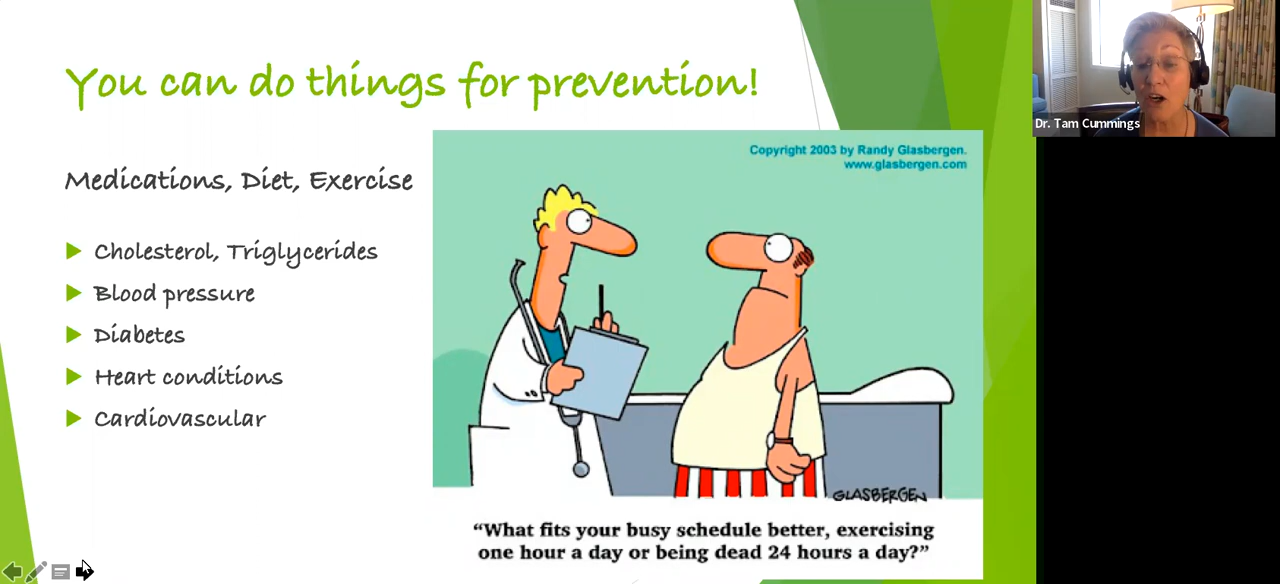 You can do things for prevention!
Medications, Diet, Exercise
Cholesterol, Triglycerides
Blood pressure
Diabetes
Heart conditions
Cardiovascular
Copyright 2003 by Randy Glasbergen.
www.glasbergen.com
GLASBERGEN
“What fits your busy schedule better, exercising
one hour a day or being dead 24 hours a day?”
Dr. Tam Cummings